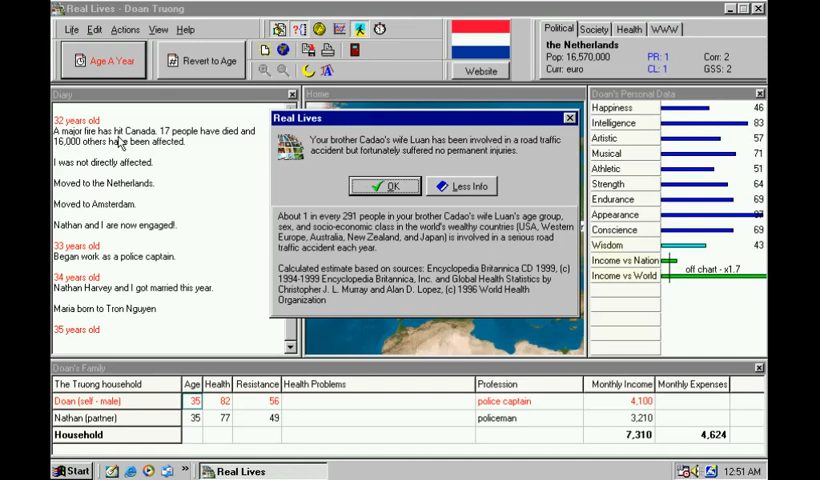 Real Lives - Doan Truong
Life Edit Actions View Help
Age A Year
Revert to Age
Website
Political Society Health WWW
the Netherlands
Pop: 16,570,000 PR: 1 Corr: 2
Curr: euro CL: 1 GSS: 2
Diary
32 years old
A major fire has hit Canada. 17 people have died and
16,000 others have been affected.
I was not directly affected.
Moved to the Netherlands.
Moved to Amsterdam.
Nathan and I are now engaged!.
33 years old
Began work as a police captain.
34 years old
Nathan Harvey and I got married this year.
Maria born to Tron Nguyen
35 years old
Home
Real Lives
Your brother Cadao's wife Luan has been involved in a road traffic
accident but fortunately suffered no permanent injuries.
OK
Less Info
About 1 in every 291 people in your brother Cadao's wife Luan's age group,
sex, and socio-economic class in the world's wealthy countries (USA, Western
Europe, Australia, New Zealand, and Japan) is involved in a serious road
traffic accident each year.
Calculated estimate based on sources: Encyclopedia Britannica CD 1999, (c)
1994-1999 Encyclopedia Britannica, Inc. and Global Health Statistics by
Christopher J. L. Murray and Alan D. Lopez, (c) 1996 World Health
Organization
Doan's Personal Data
Happiness 46
Intelligence 83
Artistic 57
Musical 71
Athletic 51
Strength 64
Endurance 69
Appearance 87
Conscience 69
Wisdom 43
Income vs Nation
Income vs World
off chart - x1.7
Doan's Family
The Truong household Age Health Resistance Health Problems Profession Monthly Income Monthly Expenses
Doan (self - male) 35 82 56 police captain 4,100
Nathan (partner) 35 77 49 policeman 3,210
Household 7,310 4,624
Start
Real Lives
12:51 AM